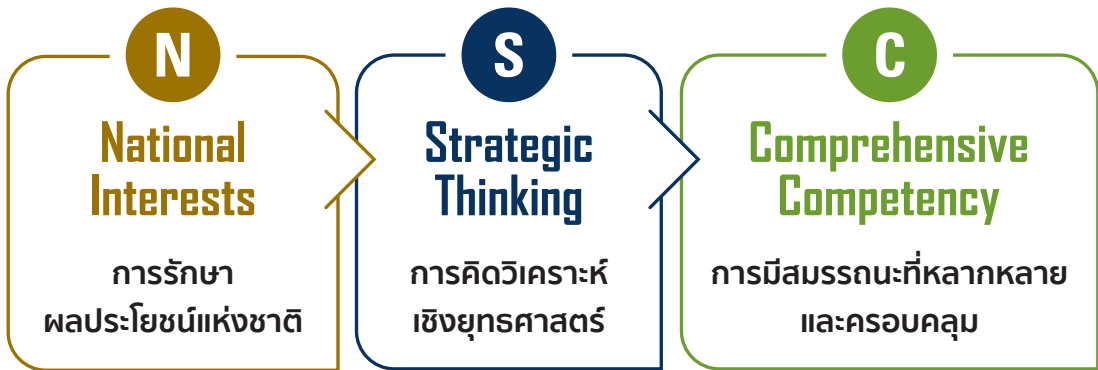 N
National
Interests
การรักษา
ผลประโยชน์แห่งชาติ
S
Strategic
Thinking
การคิดวิเคราะห์
เชิงยุทธศาสตร์
C
Comprehensive
Competency
การมีสมรรถนะที่หลากหลาย
และครอบคลุม